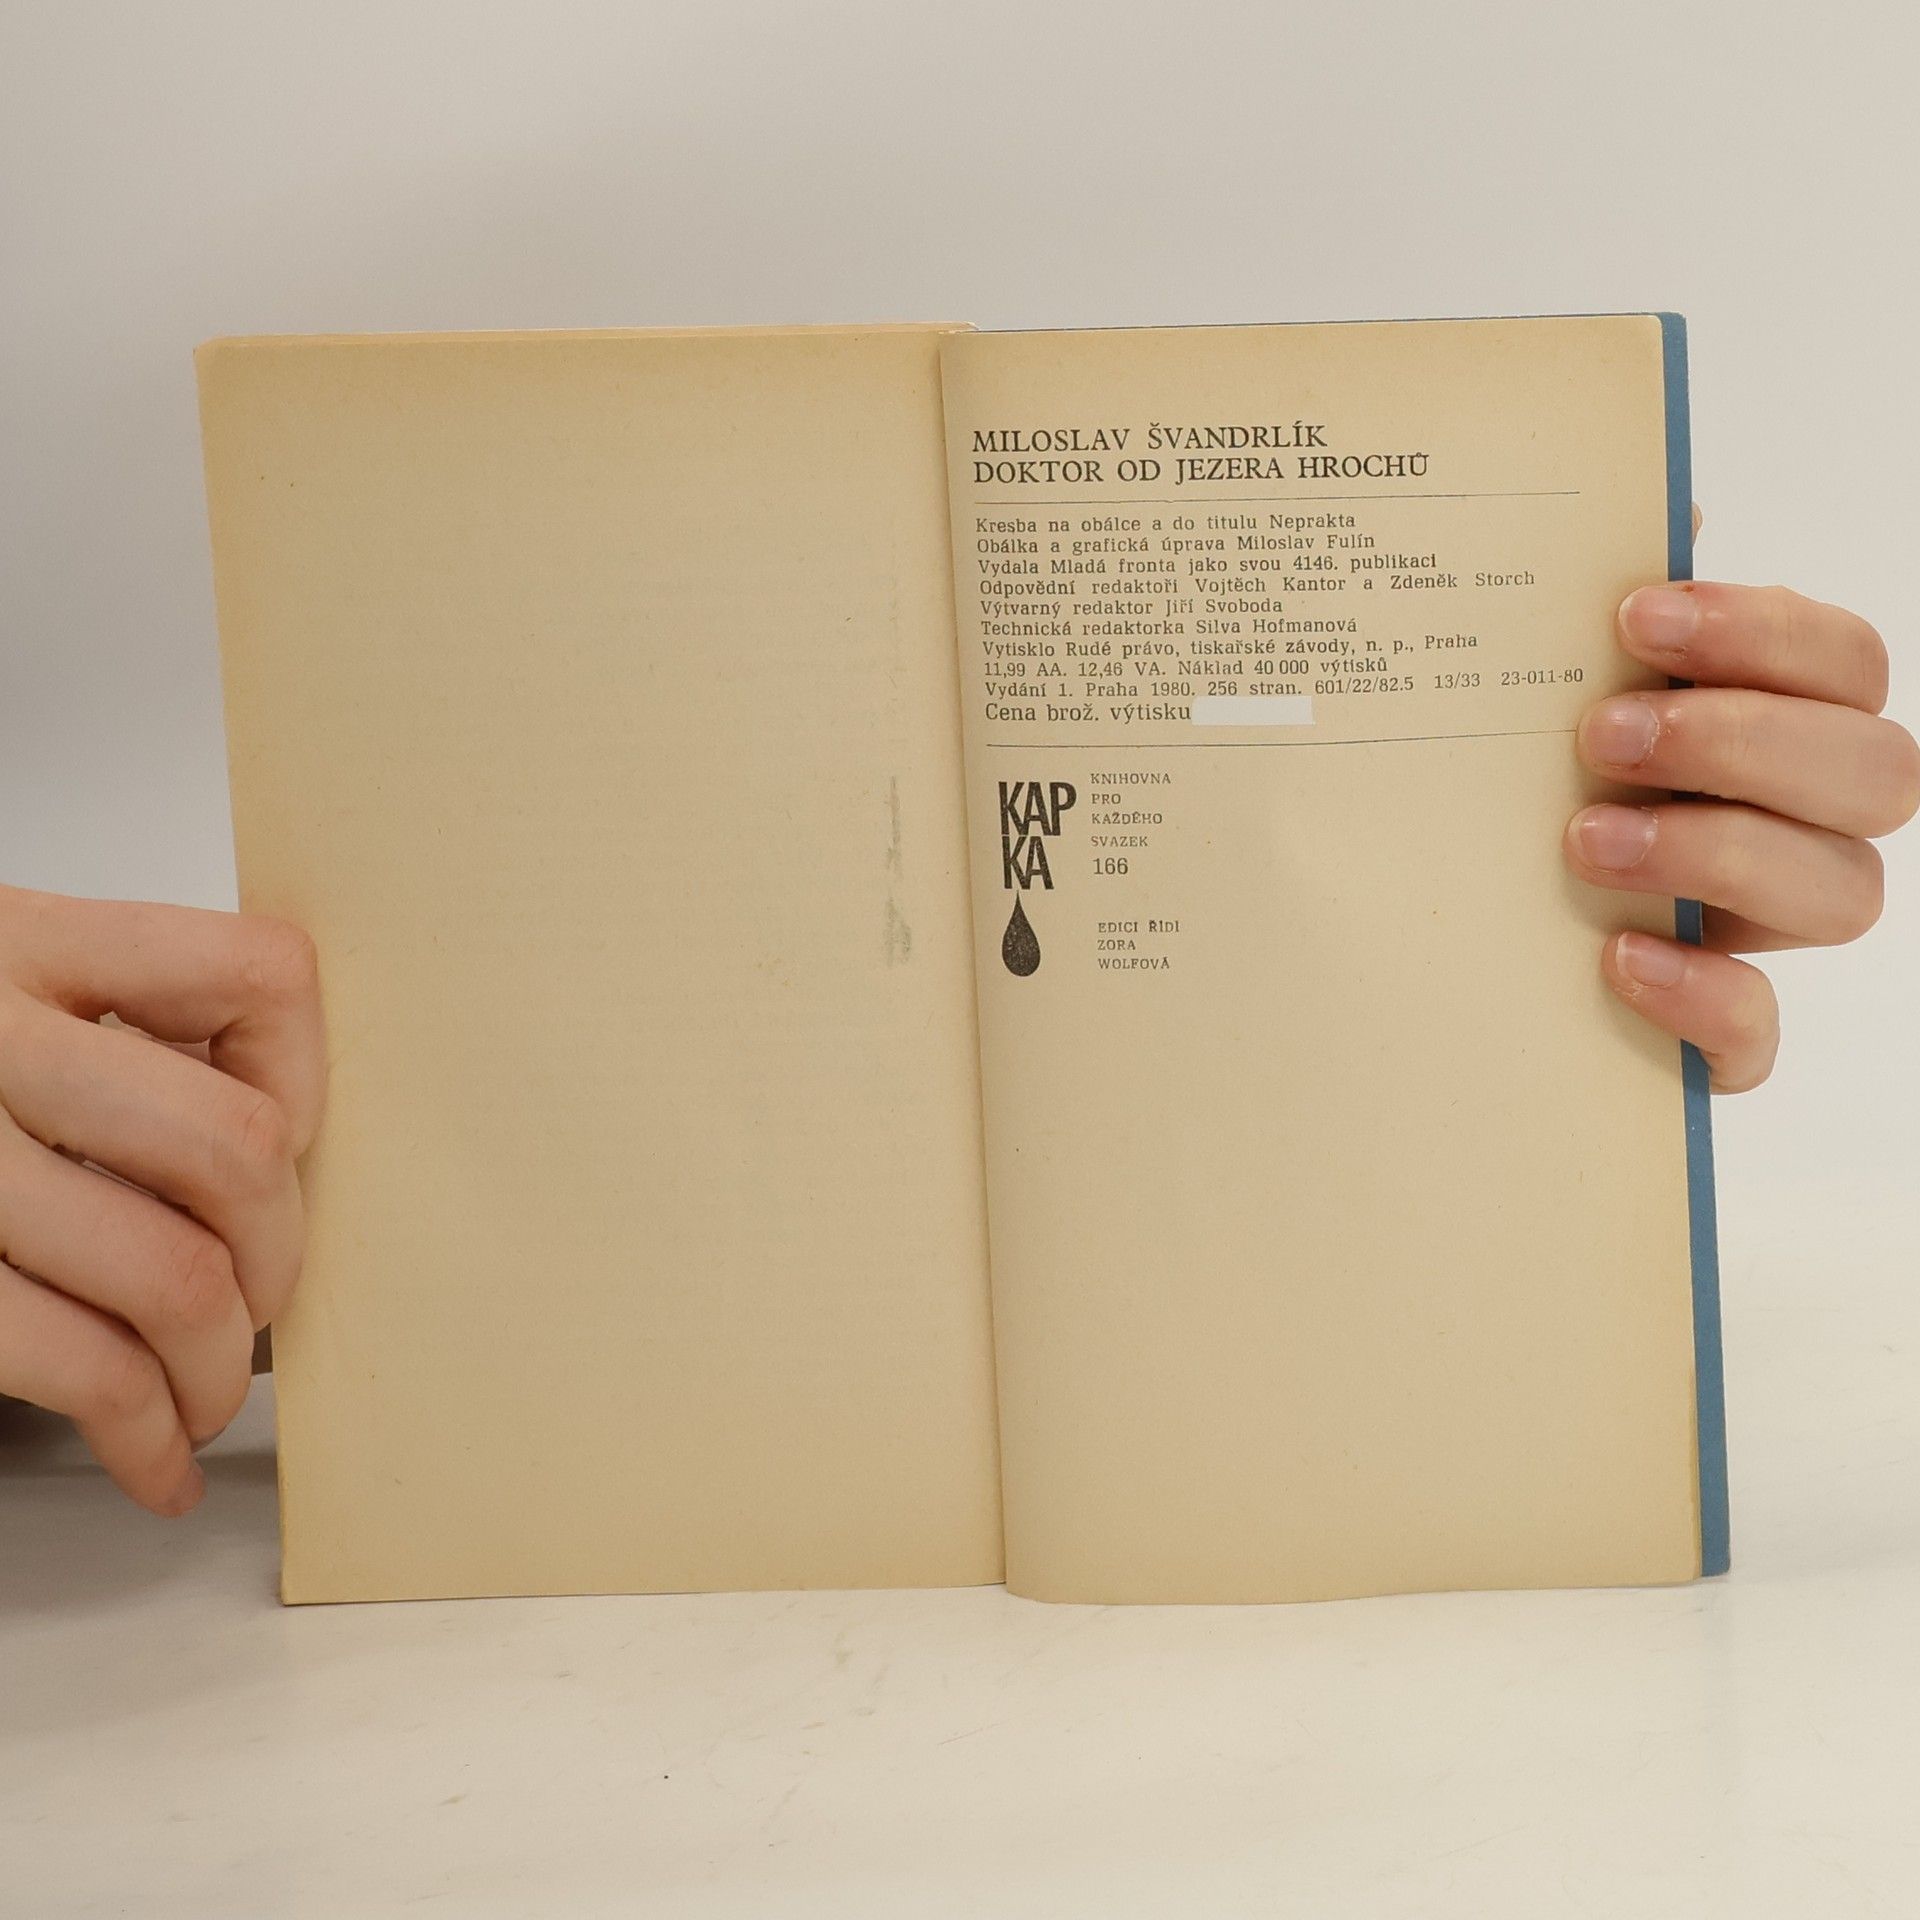 MILOSLAV ŠVANDRLÍK
DOKTOR OD JEZERA HROCHŮ
Kresba na obálce a do titulu Neprakta
Obálka a grafická úprava Miloslav Fulín
Vydala Mladá fronta jako svou 4146. publikaci
Odpovědní redaktoři Vojtěch Kantor a Zdeněk Storch
Výtvarný redaktor Jiří Svoboda
Technická redaktorka Silva Hofmanová
Vytisklo Rudé právo, tiskařské závody, n. p., Praha
11,99 AA. 12,46 VA. Náklad 40 000 výtisků
Vydání 1. Praha 1980. 256 stran. 601/22/82.5 13/33 23-011-80
Cena brož. výtisku
KAP
KA
KNIHOVNA
PRO
KAŽDÉHO
SVAZEK
166
EDICI ŘÍDÍ
ZORA
WOLFOVÁ